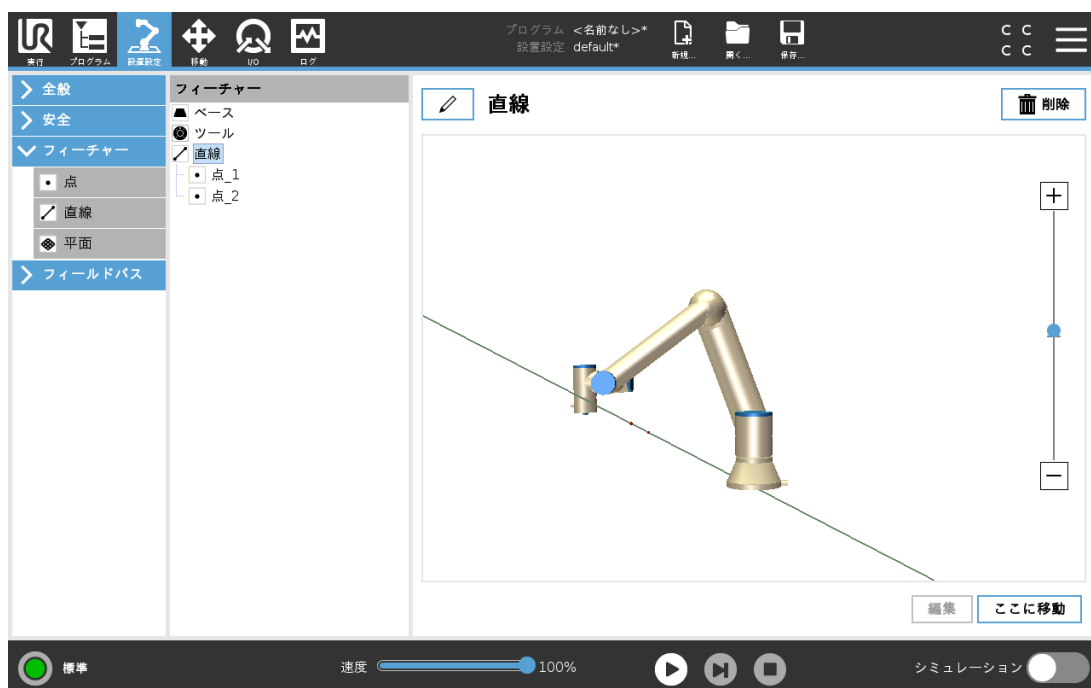 UR
実行
プログラム
設置設定
移動
I/O
ログ
プログラム <名前なし>*
設置設定 default*
新規...
開く...
保存...
C C
C C
全般
安全
フィーチャー
点
直線
平面
フィールドバス
フィーチャー
ベース
ツール
直線
点_1
点_2
直線
削除
編集
ここに移動
標準
速度
100%
シミュレーション